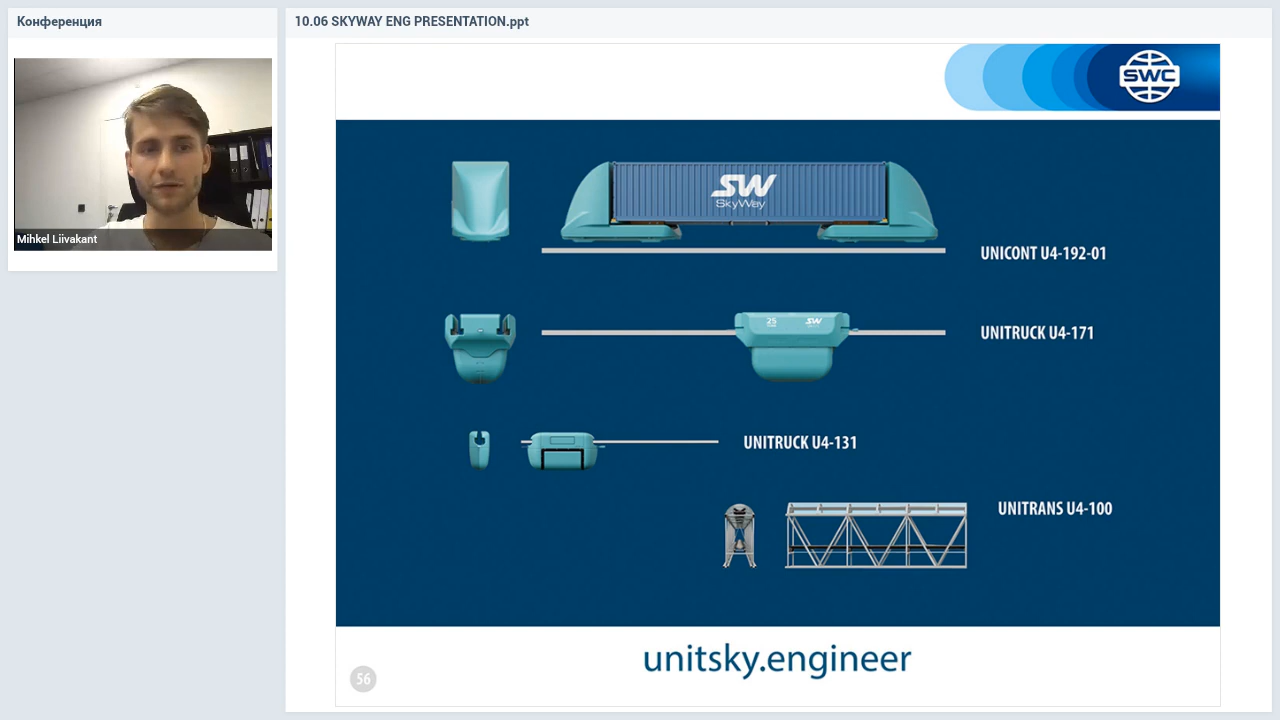 Конференция
10.06 SKYWAY ENG PRESENTATION.ppt
Mihkel Liivakant
SWC
SW
SkyWay
UNICONT U4-192-01
25
SW
UNITRUCK U4-171
UNITRUCK U4-131
UNITRANS U4-100
unitsky.engineer
56